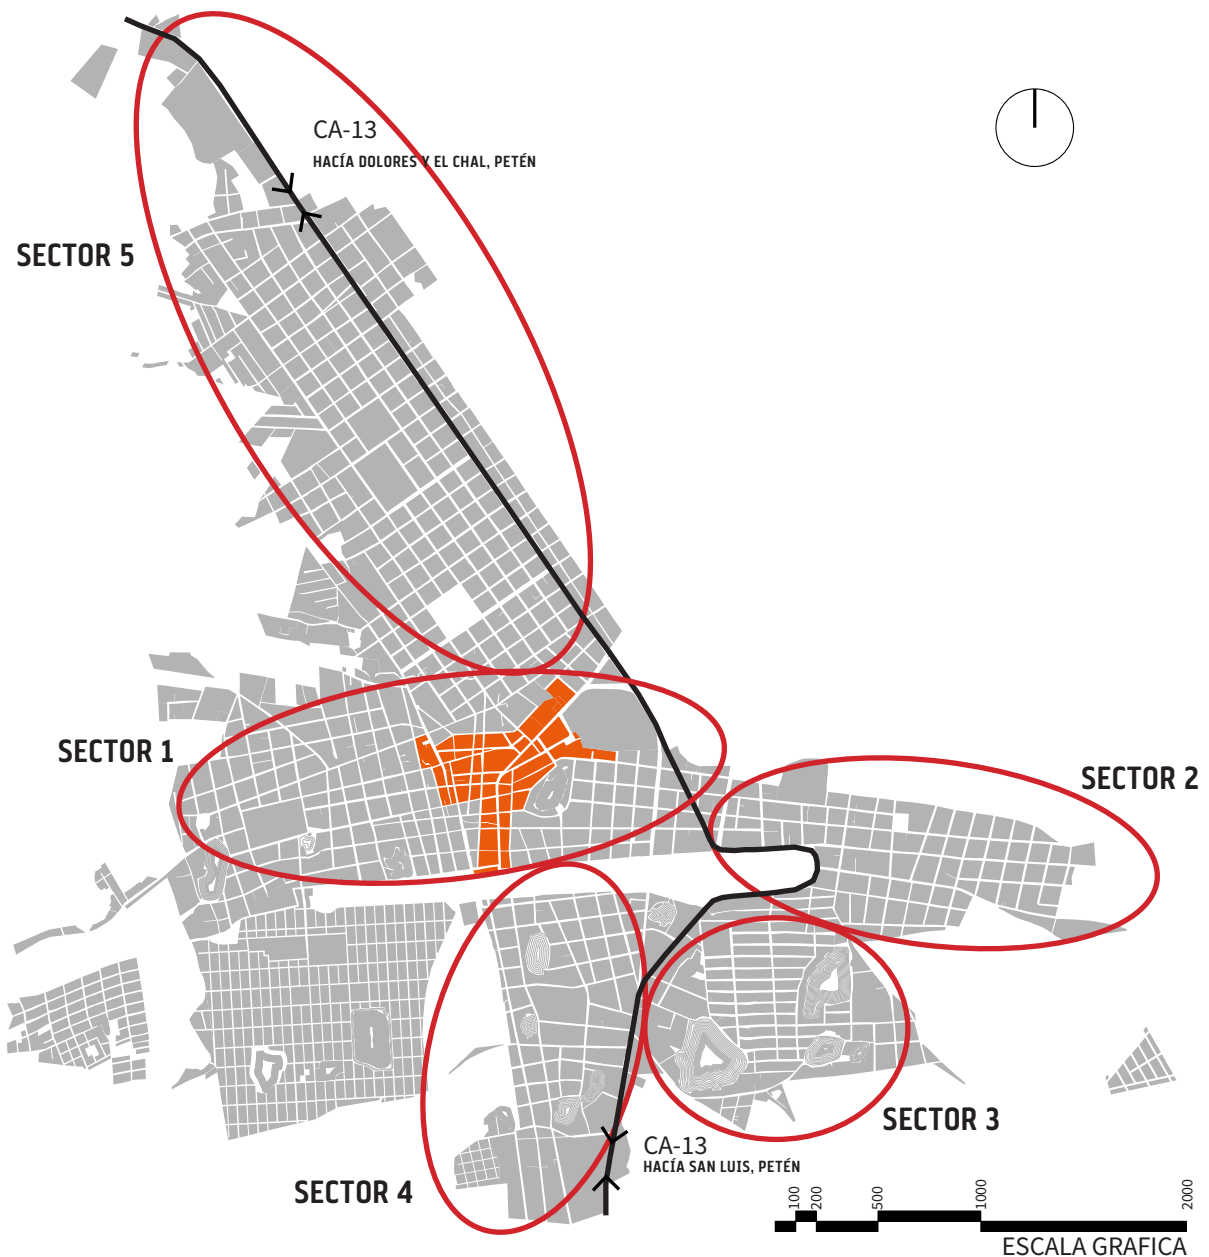 CA-13
HACÍA DOLORES Y EL CHAL, PETÉN
SECTOR 5
SECTOR 1
SECTOR 2
SECTOR 3
CA-13
HACÍA SAN LUIS, PETÉN
SECTOR 4
100
200
500
1000
2000
ESCALA GRAFICA